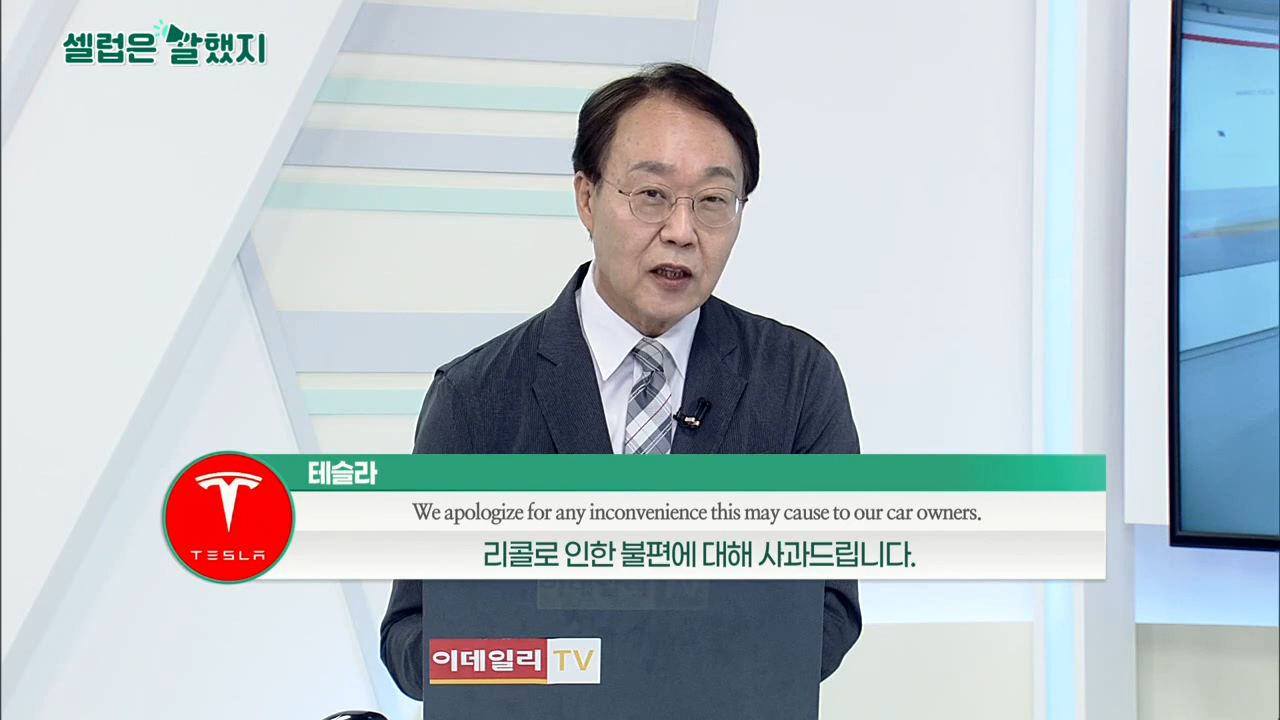 셀럽은 말했지
테슬라
TESLA
We apologize for any inconvenience this may cause to our car owners.
리콜로 인한 불편에 대해 사과드립니다.
이데일리 TV